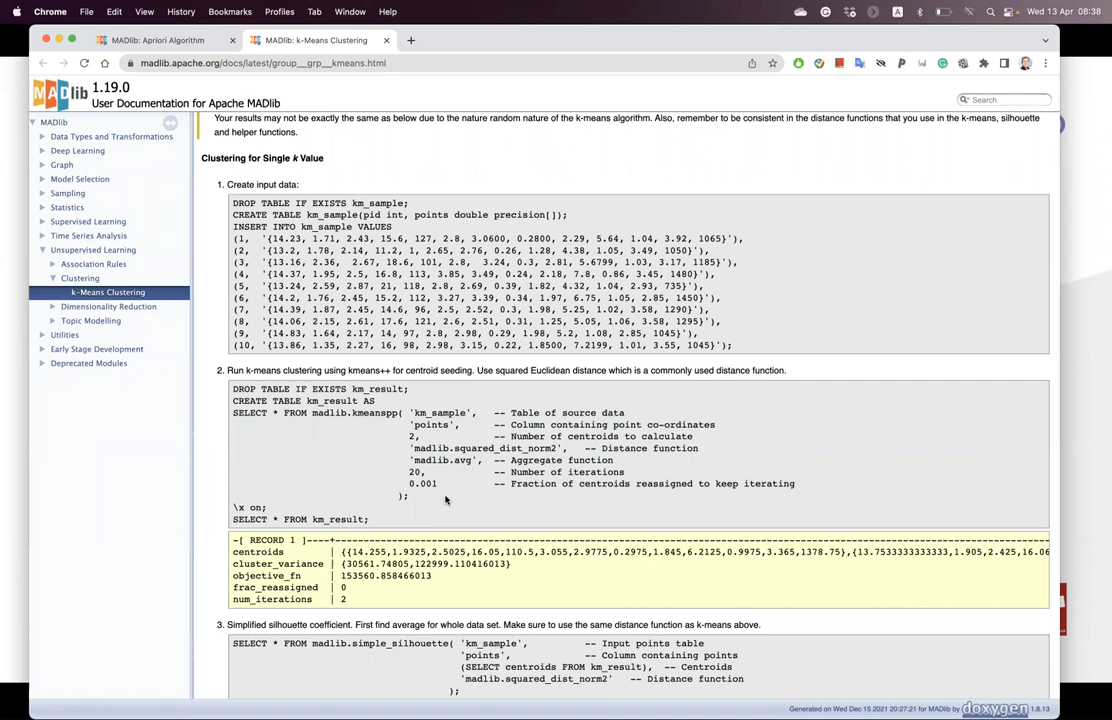 Chrome File Edit View History Bookmarks Profiles Tab Window Help A Wed 13 Apr 08:38
MADlib: Apriori Algorithm MADlib: k-Means Clustering
madlib.apache.org/docs/latest/group__grp__kmeans.html
MADlib 1.19.0
User Documentation for Apache MADlib
Search
MADlib
Data Types and Transformations
Deep Learning
Graph
Model Selection
Sampling
Statistics
Supervised Learning
Time Series Analysis
Unsupervised Learning
Association Rules
Clustering
k-Means Clustering
Dimensionality Reduction
Topic Modelling
Utilities
Early Stage Development
Deprecated Modules
Your results may not be exactly the same as below due to the nature random nature of the k-means algorithm. Also, remember to be consistent in the distance functions that you use in the k-means, silhouette
and helper functions.
Clustering for Single k Value
1. Create input data:
DROP TABLE IF EXISTS km_sample;
CREATE TABLE km_sample(pid int, points double precision[]);
INSERT INTO km_sample VALUES
(1, '{14.23, 1.71, 2.43, 15.6, 127, 2.8, 3.0600, 0.2800, 2.29, 5.64, 1.04, 3.92, 1065}'),
(2, '{13.2, 1.78, 2.14, 11.2, 1, 2.65, 2.76, 0.26, 1.28, 4.38, 1.05, 3.49, 1050}'),
(3, '{13.16, 2.36, 2.67, 18.6, 101, 2.8, 3.24, 0.3, 2.81, 5.6799, 1.03, 3.17, 1185}'),
(4, '{14.37, 1.95, 2.5, 16.8, 113, 3.85, 3.49, 0.24, 2.18, 7.8, 0.86, 3.45, 1480}'),
(5, '{13.24, 2.59, 2.87, 21, 118, 2.8, 2.69, 0.39, 1.82, 4.32, 1.04, 2.93, 735}'),
(6, '{14.2, 1.76, 2.45, 15.2, 112, 3.27, 3.39, 0.34, 1.97, 6.75, 1.05, 2.85, 1450}'),
(7, '{14.39, 1.87, 2.45, 14.6, 96, 2.5, 2.52, 0.3, 1.98, 5.25, 1.02, 3.58, 1290}'),
(8, '{14.06, 2.15, 2.61, 17.6, 121, 2.6, 2.51, 0.31, 1.25, 5.05, 1.06, 3.58, 1295}'),
(9, '{14.83, 1.64, 2.17, 14, 97, 2.8, 2.98, 0.29, 1.98, 5.2, 1.08, 2.85, 1045}'),
(10, '{13.86, 1.35, 2.27, 16, 98, 2.98, 3.15, 0.22, 1.8500, 7.2199, 1.01, 3.55, 1045}');
2. Run k-means clustering using kmeans++ for centroid seeding. Use squared Euclidean distance which is a commonly used distance function.
DROP TABLE IF EXISTS km_result;
CREATE TABLE km_result AS
SELECT * FROM madlib.kmeanspp( 'km_sample', -- Table of source data
'points', -- Column containing point co-ordinates
2, -- Number of centroids to calculate
'madlib.squared_dist_norm2', -- Distance function
'madlib.avg', -- Aggregate function
20, -- Number of iterations
0.001 -- Fraction of centroids reassigned to keep iterating
);
\x on;
SELECT * FROM km_result;
-[ RECORD 1 ]----+-----------------------------------------------------------
centroids | {{14.255,1.9325,2.5025,16.05,110.5,3.055,2.9775,0.2975,1.845,6.2125,0.9975,3.365,1378.75},{13.7533333333333,1.905,2.425,16.06
cluster_variance | {30561.74805,122999.110416013}
objective_fn | 153560.858466013
frac_reassigned | 0
num_iterations | 2
3. Simplified silhouette coefficient. First find average for whole data set. Make sure to use the same distance function as k-means above.
SELECT * FROM madlib.simple_silhouette( 'km_sample', -- Input points table
'points', -- Column containing points
(SELECT centroids FROM km_result), -- Centroids
'madlib.squared_dist_norm2' -- Distance function
);
Generated on Wed Dec 15 2021 20:27:21 for MADlib by doxygen 1.8.13